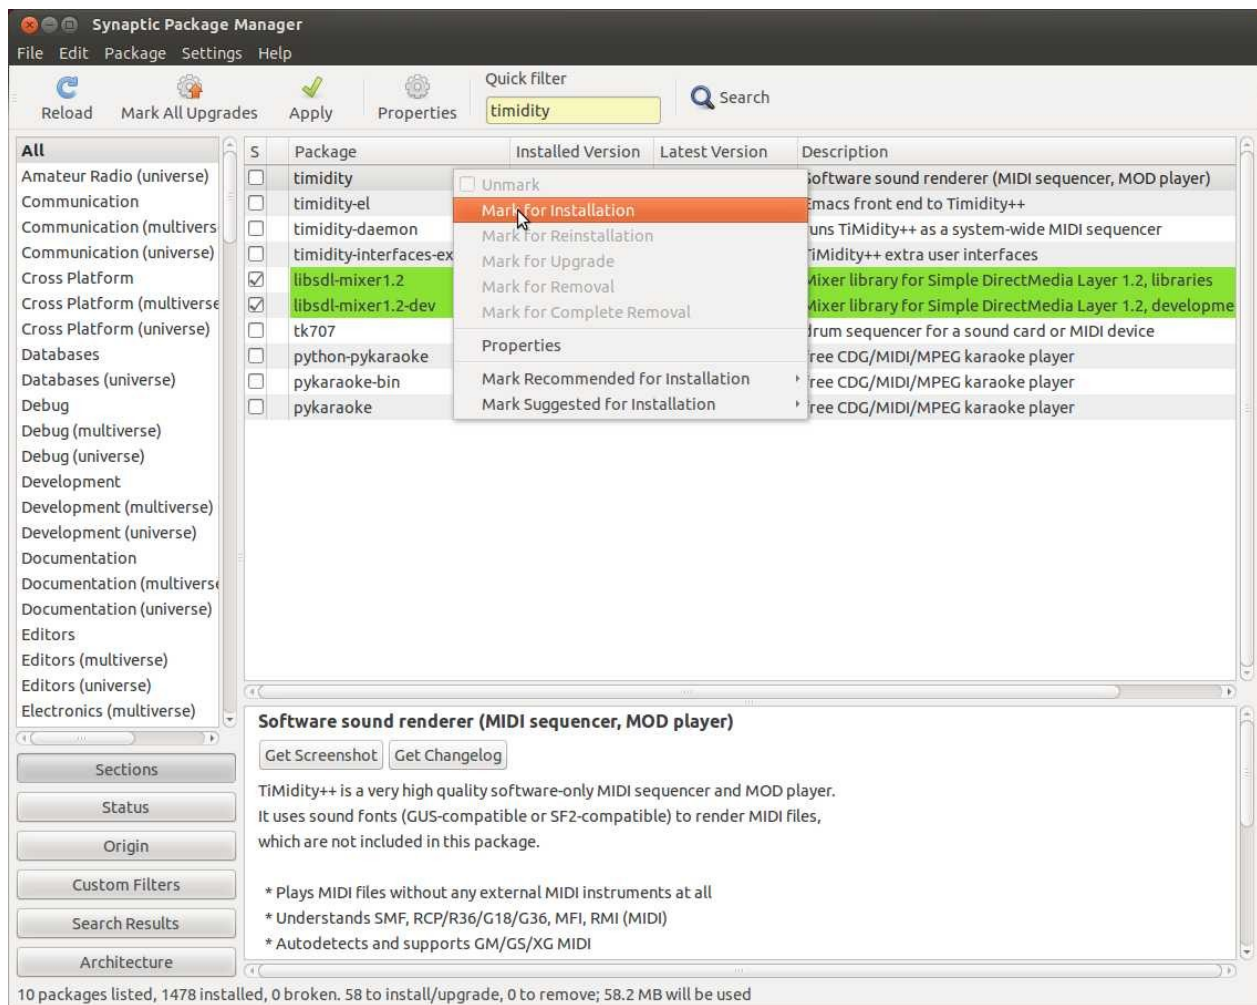 Synaptic Package Manager
File Edit Package Settings Help
Reload Mark All Upgrades Apply Properties Quick filter timidity Search
All
Amateur Radio (universe)
Communication
Communication (multivers
Communication (universe)
Cross Platform
Cross Platform (multiverse
Cross Platform (universe)
Databases
Databases (universe)
Debug
Debug (multiverse)
Debug (universe)
Development
Development (multiverse)
Development (universe)
Documentation
Documentation (multiverse
Documentation (universe)
Editors
Editors (multiverse)
Editors (universe)
Electronics (multiverse)
Sections
Status
Origin
Custom Filters
Search Results
Architecture
S Package Installed Version Latest Version Description
timidity Software sound renderer (MIDI sequencer, MOD player)
timidity-el Emacs front end to Timidity++
timidity-daemon runs TiMidity++ as a system-wide MIDI sequencer
timidity-interfaces-ex TiMidity++ extra user interfaces
libsdl-mixer1.2 Mixer library for Simple DirectMedia Layer 1.2, libraries
libsdl-mixer1.2-dev Mixer library for Simple DirectMedia Layer 1.2, developme
tk707 drum sequencer for a sound card or MIDI device
python-pykaraoke free CDG/MIDI/MPEG karaoke player
pykaraoke-bin free CDG/MIDI/MPEG karaoke player
pykaraoke free CDG/MIDI/MPEG karaoke player
Unmark
Mark for Installation
Mark for Reinstallation
Mark for Upgrade
Mark for Removal
Mark for Complete Removal
Properties
Mark Recommended for Installation
Mark Suggested for Installation
Software sound renderer (MIDI sequencer, MOD player)
Get Screenshot Get Changelog
TiMidity++ is a very high quality software-only MIDI sequencer and MOD player.
It uses sound fonts (GUS-compatible or SF2-compatible) to render MIDI files,
which are not included in this package.
* Plays MIDI files without any external MIDI instruments at all
* Understands SMF, RCP/R36/G18/G36, MFI, RMI (MIDI)
* Autodetects and supports GM/GS/XG MIDI
10 packages listed, 1478 installed, 0 broken. 58 to install/upgrade, 0 to remove; 58.2 MB will be used